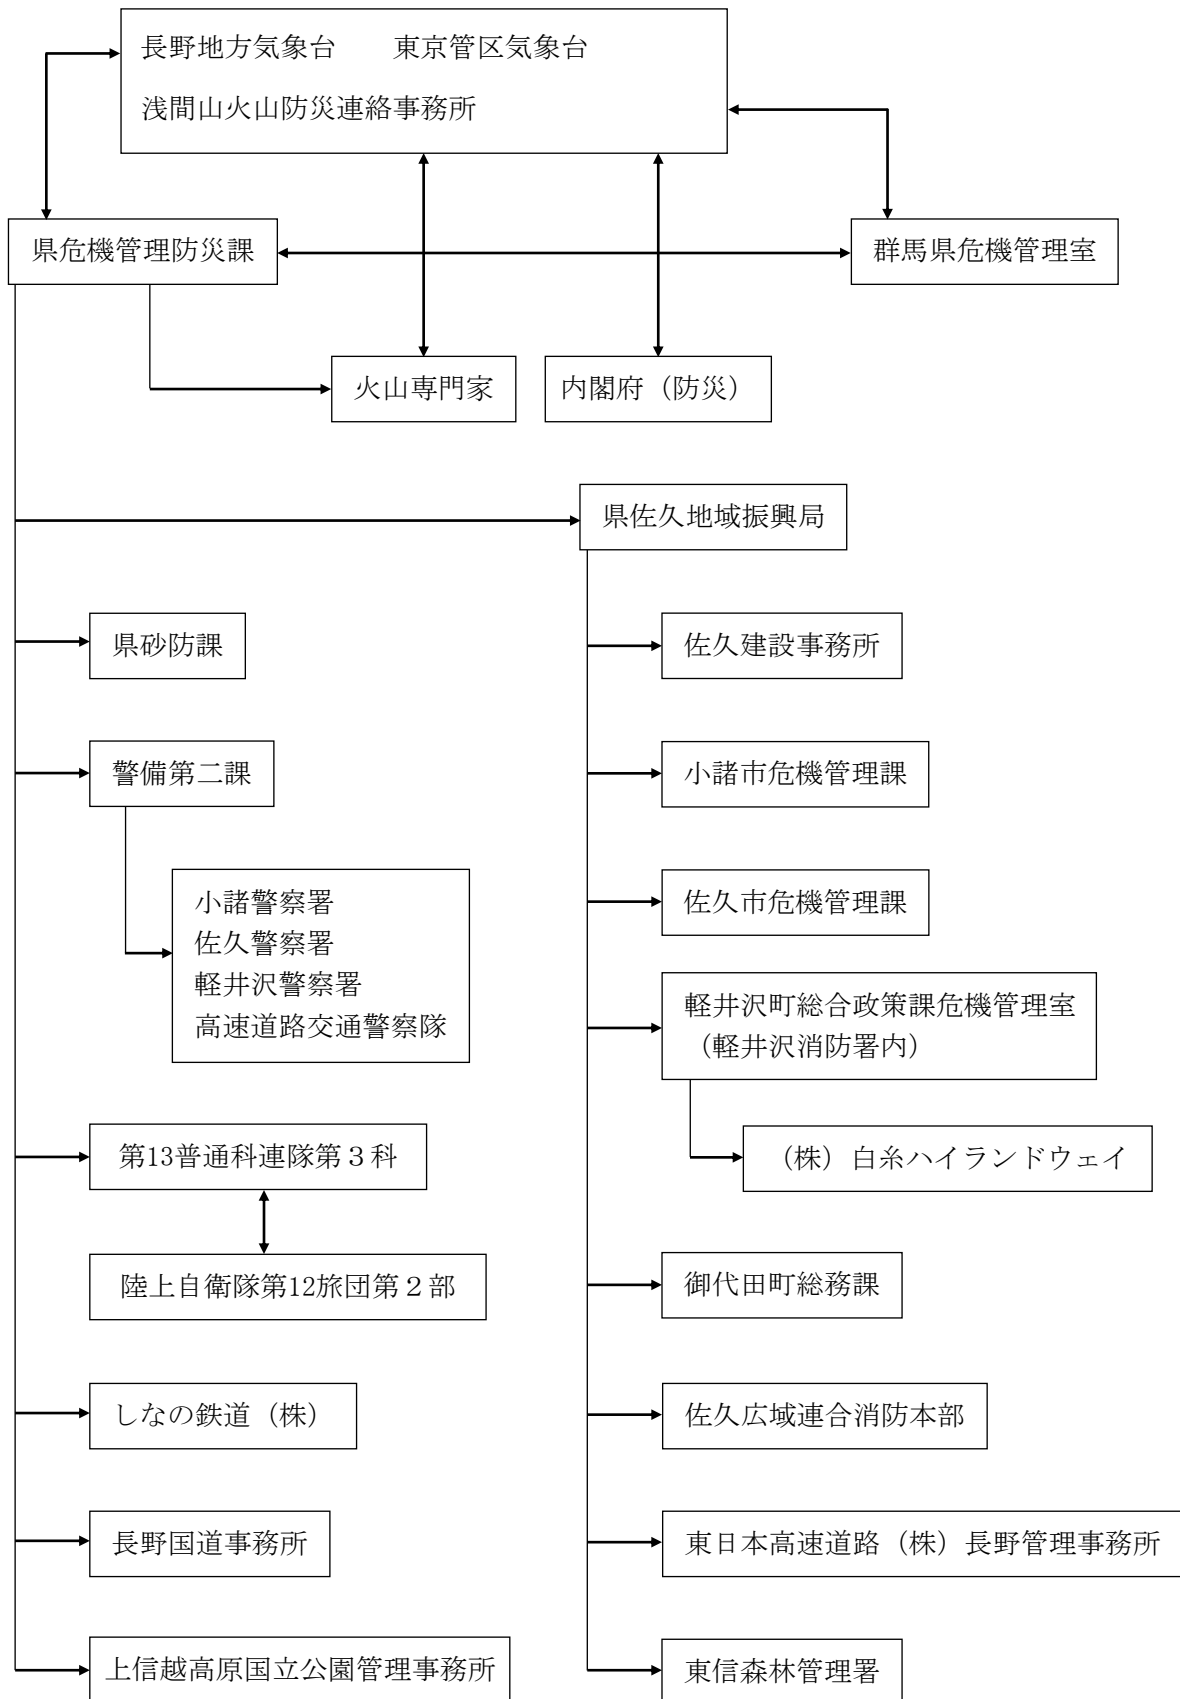 長野地方気象台　　東京管区気象台
浅間山火山防災連絡事務所
県危機管理防災課
群馬県危機管理室
火山専門家
内閣府（防災）
県佐久地域振興局
県砂防課
警備第二課
小諸警察署
佐久警察署
軽井沢警察署
高速道路交通警察隊
第13普通科連隊第３科
陸上自衛隊第12旅団第２部
しなの鉄道（株）
長野国道事務所
上信越高原国立公園管理事務所
佐久建設事務所
小諸市危機管理課
佐久市危機管理課
軽井沢町総合政策課危機管理室
（軽井沢消防署内）
（株）白糸ハイランドウェイ
御代田町総務課
佐久広域連合消防本部
東日本高速道路（株）長野管理事務所
東信森林管理署